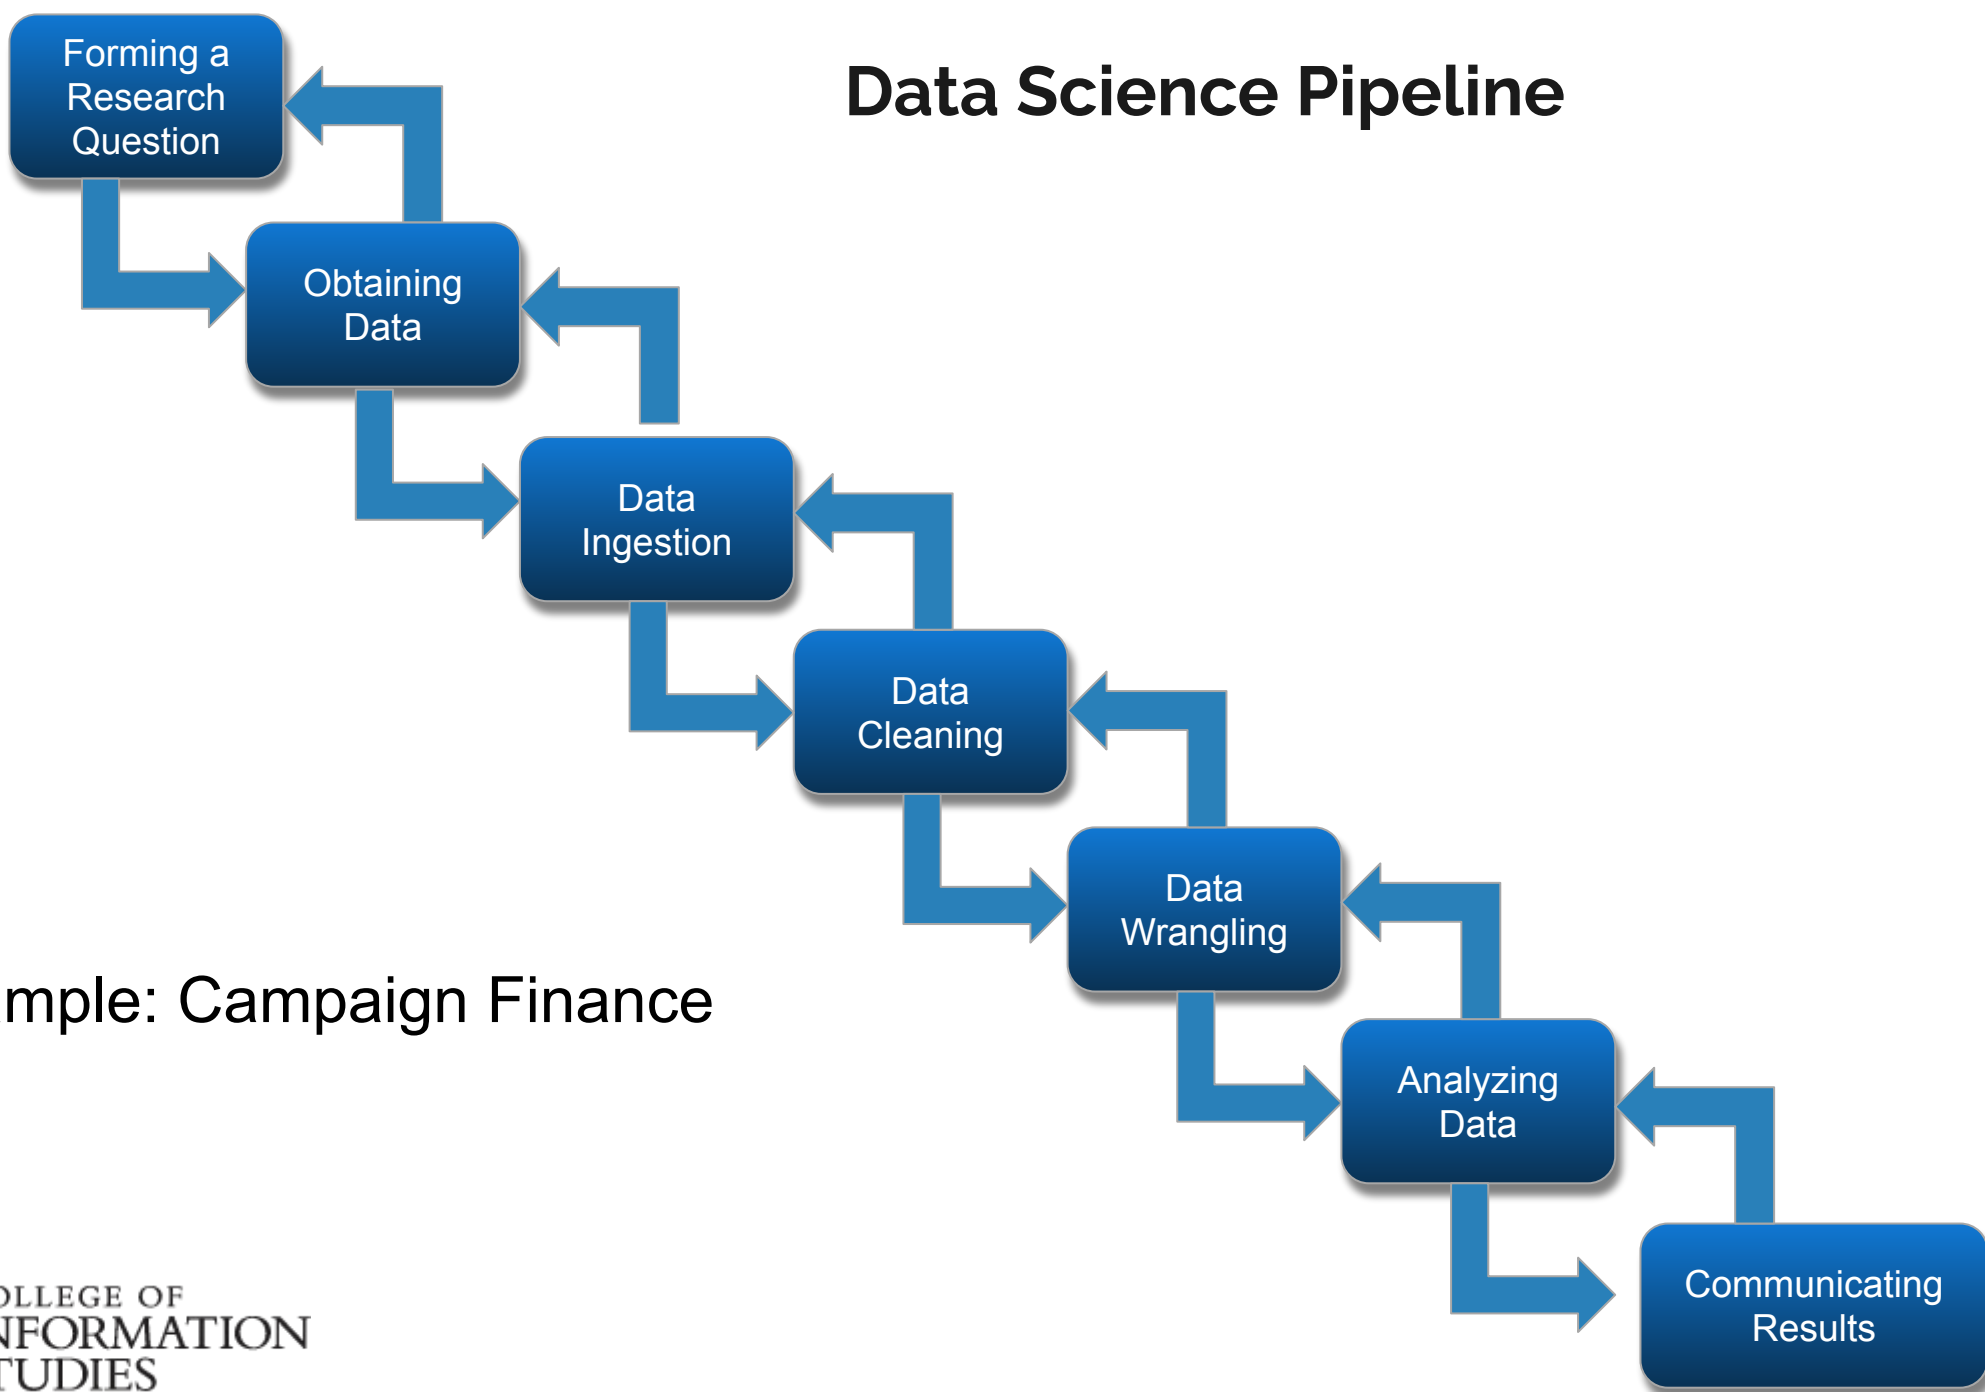 Data Science Pipeline
Forming a
Research
Question
Obtaining
Data
Data
Ingestion
Data
Cleaning
Data
Wrangling
Analyzing
Data
Communicating
Results
mple: Campaign Finance
OLLEGE OF
NFORMATION
TUDIES